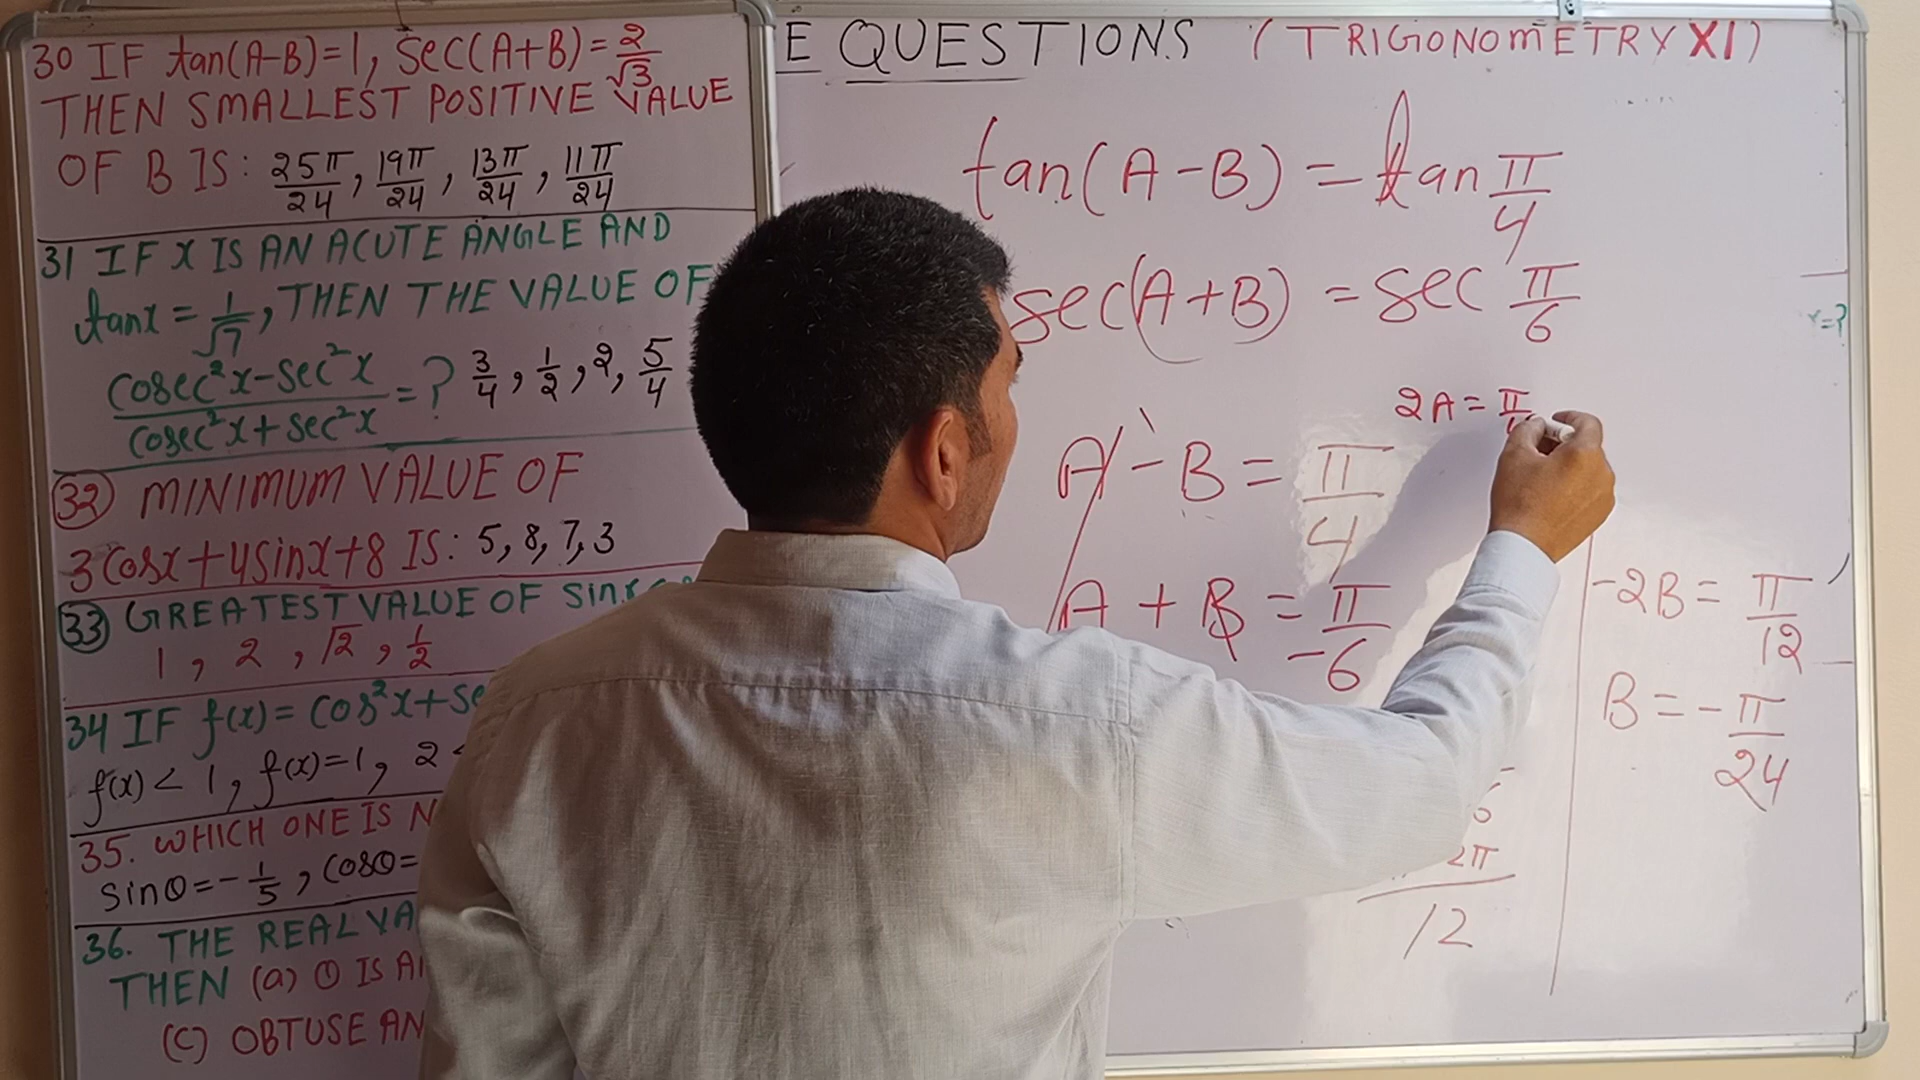 30 IF tan(A-B)=1, sec(A+B)=2/√3
THEN SMALLEST POSITIVE VALUE
OF B IS: 25π/24, 19π/24, 13π/24, 11π/24
31 IF X IS AN ACUTE ANGLE AND
tanx = 1/√7, THEN THE VALUE OF
cosec²x-sec²x/cosec²x+sec²x =? 3/4, 1/2, 2, 5/4
32 MINIMUM VALUE OF
3cosx+4sinx+8 IS: 5, 8, 7, 3
33 GREATEST VALUE OF sinx
1, 2, √2, 1/2
34 IF f(x)= cos²x+se
f(x)< 1, f(x)=1, 2<
35. WHICH ONE IS N
sinθ=-1/5, cosθ=
36. THE REAL VA
THEN (a) θ IS A
(c) OBTUSE AN
E QUESTIONS (TRIGONOMETRY XI)
tan(A-B) = tan π/4
sec(A+B) = sec π/6
x=?
2A = π
A - B = π/4
A + B = π/6
2π
12
-2B = π/12
B = -π/24